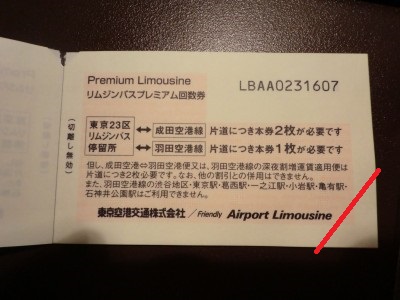 Premium Limousine
LBAA0231607
リムジンバスプレミアム回数券
(切離し無効)
東京23区
リムジンバス
停留所
成田空港線 片道につき本券2枚が必要です
羽田空港線 片道につき本券1枚が必要です
但し、成田空港⇔羽田空港便又は、羽田空港線の深夜割増運賃適用便は
片道につき2枚必要です。なお、他の割引との併用はできません。
また、羽田空港線の渋谷地区・東京駅・葛西駅・一之江駅・小岩駅・亀有駅・
石神井公園駅はご利用できません。
東京空港交通株式会社 / Friendly Airport Limousine